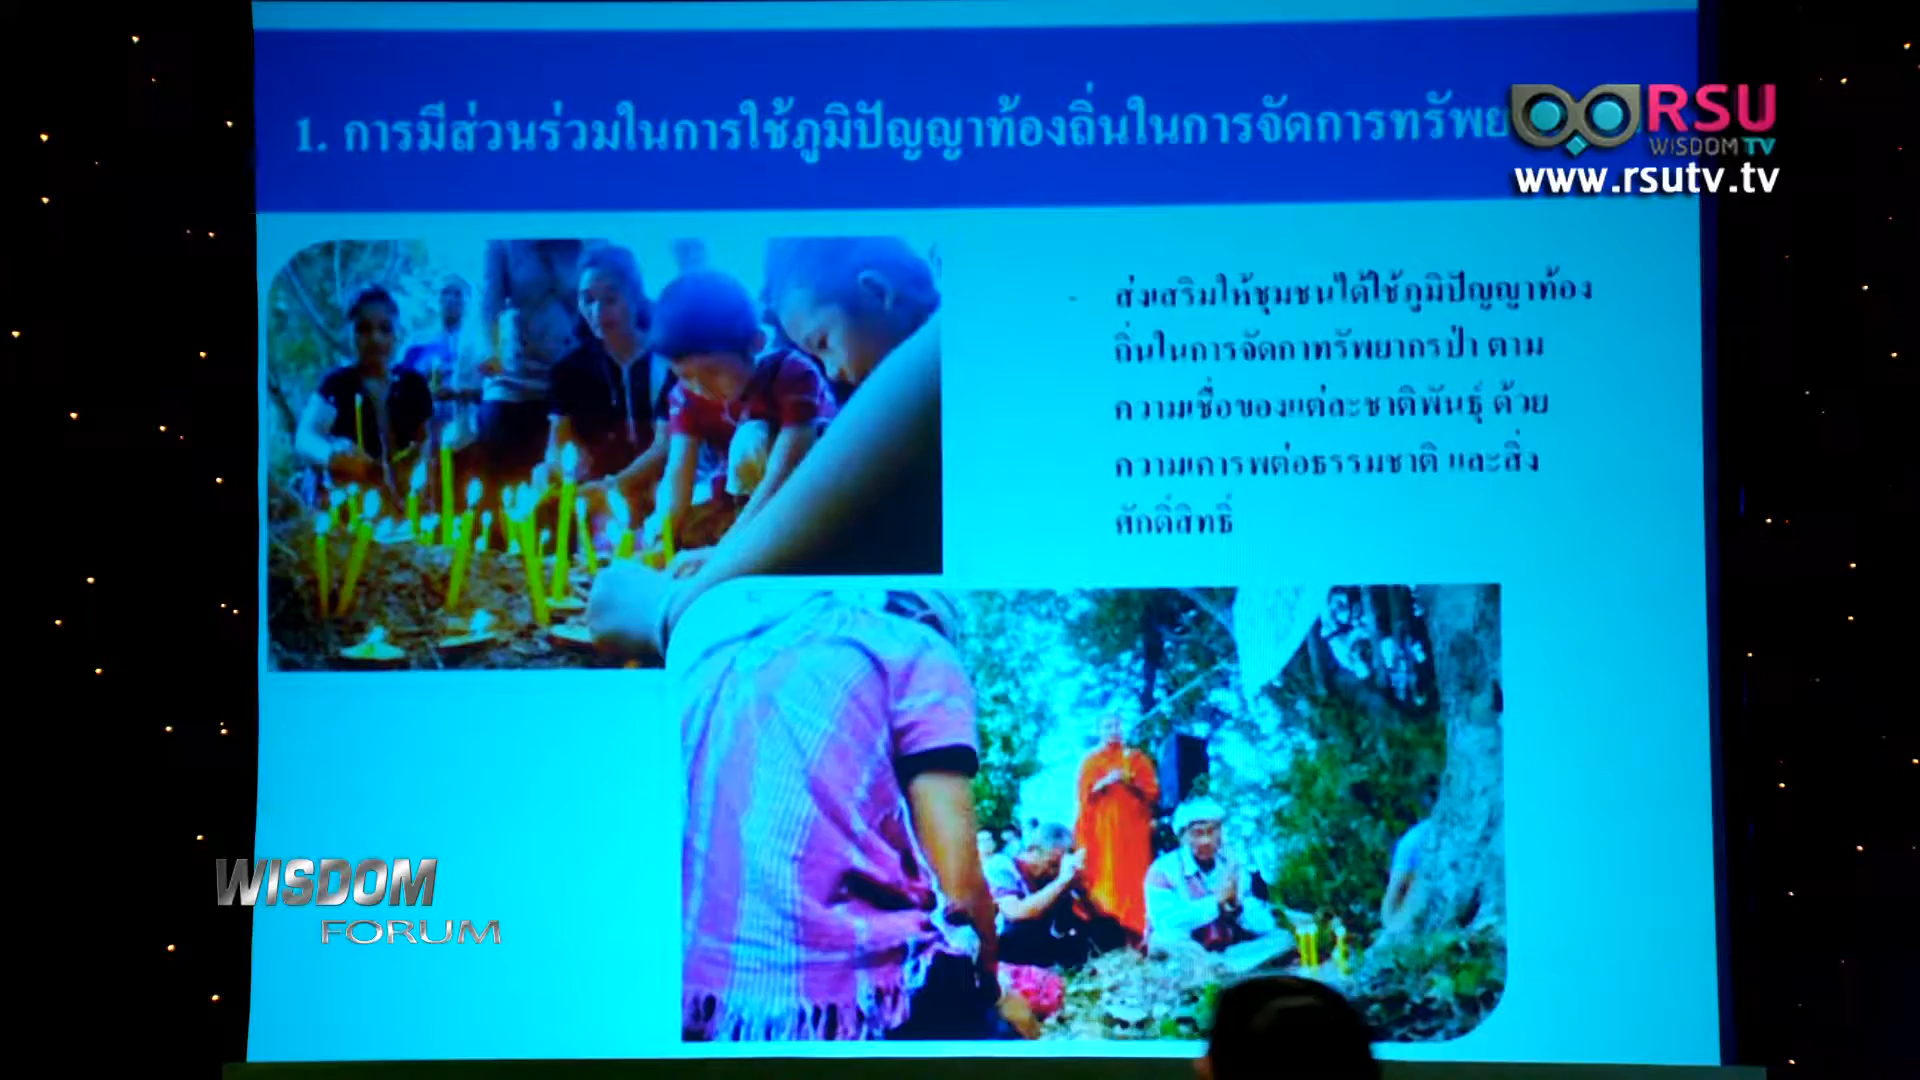 1. การมีส่วนร่วมในการใช้ภูมิปัญญาท้องถิ่นในการจัดการทรัพย
RSU
WISDOM TV
www.rsutv.tv
- ส่งเสริมให้ชุมชนได้ใช้ภูมิปัญญาท้อง
ถิ่นในการจัดกาทรัพยากรป่า ตาม
ความเชื่อของแต่ละชาติพันธุ์ ด้วย
ความเคารพต่อธรรมชาติ และสิ่ง
ศักดิ์สิทธิ์
WISDOM
FORUM